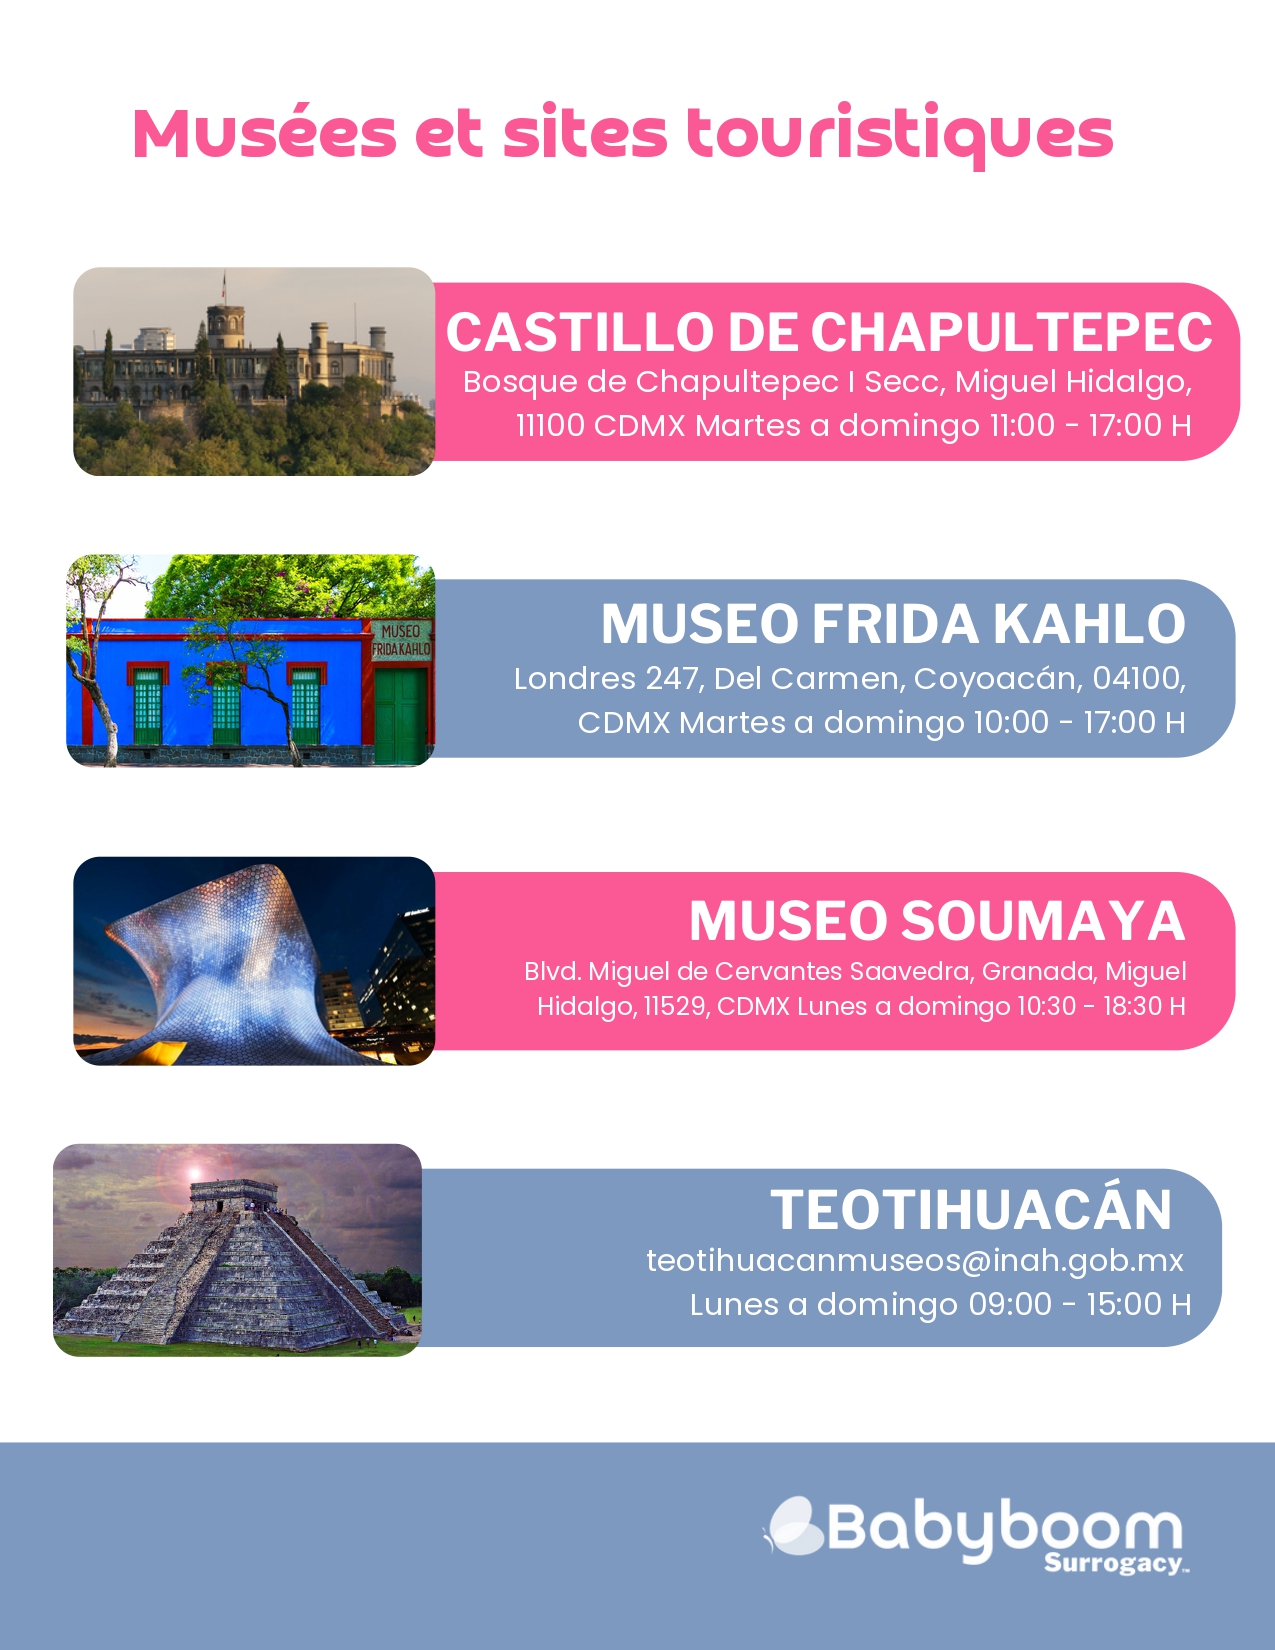 Musées et sites touristiques
CASTILLO DE CHAPULTEPEC
Bosque de Chapultepec I Secc, Miguel Hidalgo,
11100 CDMX Martes a domingo 11:00 - 17:00 H
MUSEO
FRIDA KAHLO
MUSEO FRIDA KAHLO
Londres 247, Del Carmen, Coyoacán, 04100,
CDMX Martes a domingo 10:00 - 17:00 H
MUSEO SOUMAYA
Blvd. Miguel de Cervantes Saavedra, Granada, Miguel
Hidalgo, 11529, CDMX Lunes a domingo 10:30 - 18:30 H
TEOTIHUACÁN
teotihuacanmuseos@inah.gob.mx
Lunes a domingo 09:00 - 15:00 H
Babyboom
Surrogacy™